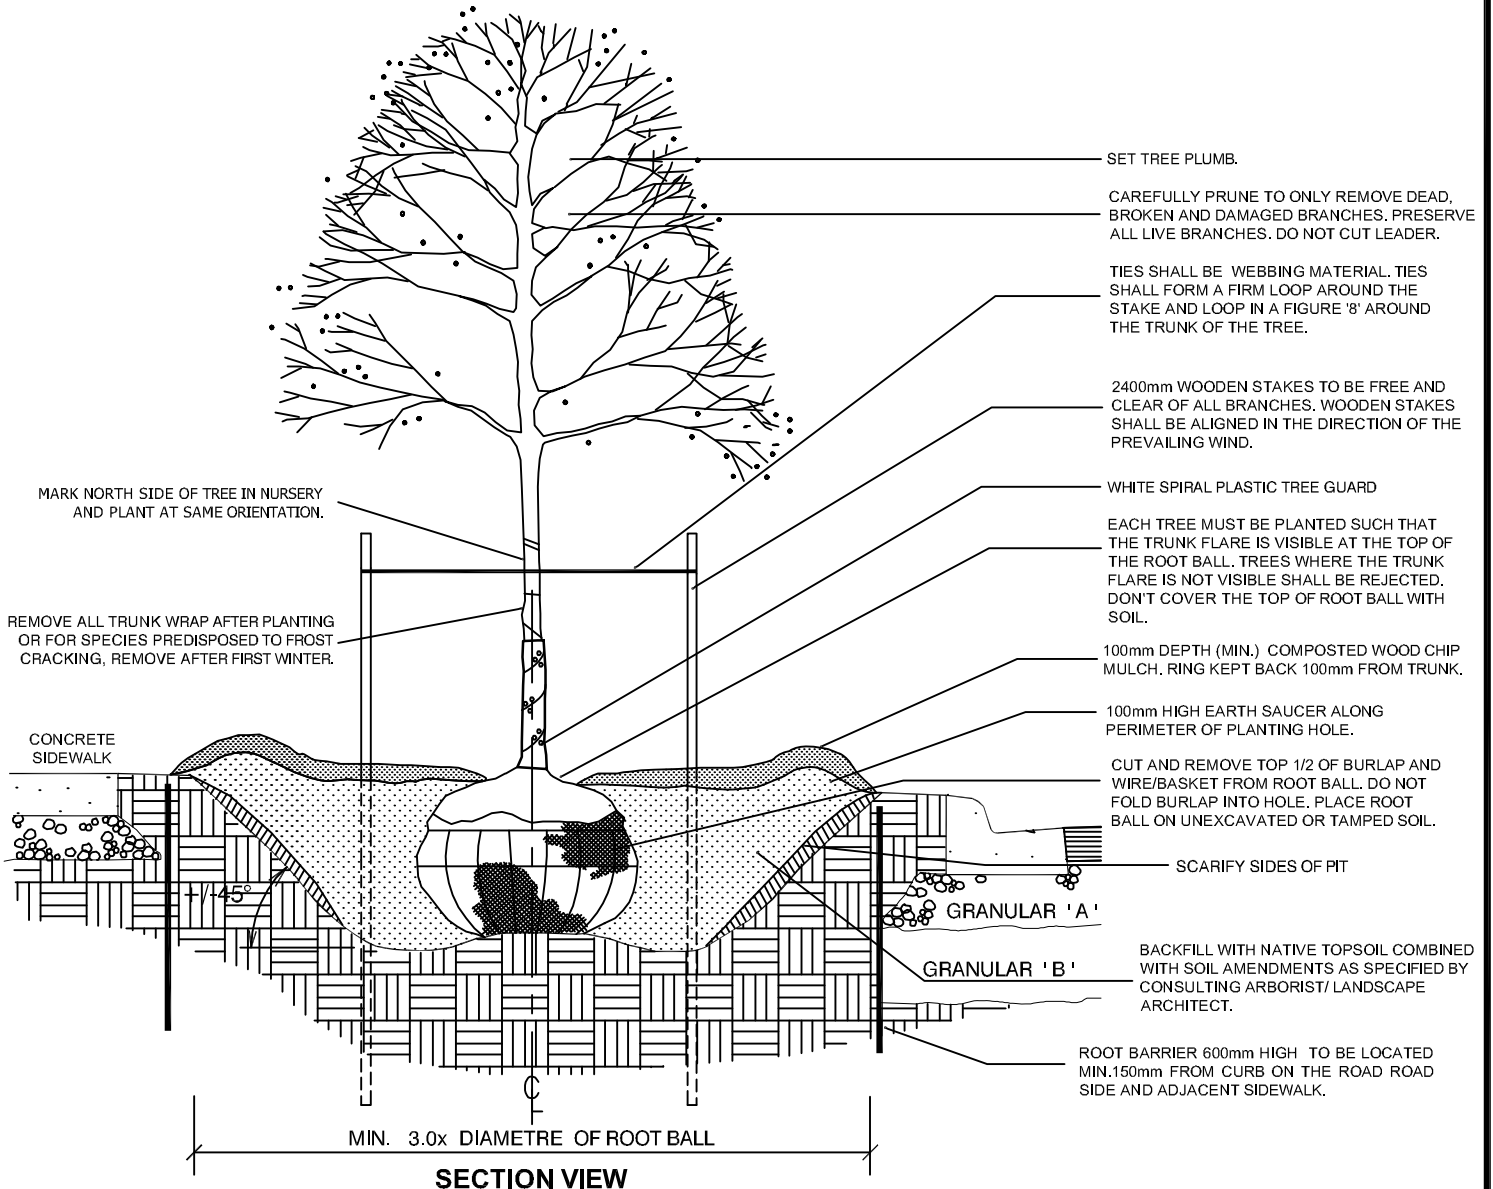 SET TREE PLUMB.
CAREFULLY PRUNE TO ONLY REMOVE DEAD,
BROKEN AND DAMAGED BRANCHES. PRESERVE
ALL LIVE BRANCHES. DO NOT CUT LEADER.
TIES SHALL BE WEBBING MATERIAL. TIES
SHALL FORM A FIRM LOOP AROUND THE
STAKE AND LOOP IN A FIGURE '8' AROUND
THE TRUNK OF THE TREE.
2400mm WOODEN STAKES TO BE FREE AND
CLEAR OF ALL BRANCHES. WOODEN STAKES
SHALL BE ALIGNED IN THE DIRECTION OF THE
PREVAILING WIND.
WHITE SPIRAL PLASTIC TREE GUARD
MARK NORTH SIDE OF TREE IN NURSERY
AND PLANT AT SAME ORIENTATION.
EACH TREE MUST BE PLANTED SUCH THAT
THE TRUNK FLARE IS VISIBLE AT THE TOP OF
THE ROOT BALL. TREES WHERE THE TRUNK
FLARE IS NOT VISIBLE SHALL BE REJECTED.
DON'T COVER THE TOP OF ROOT BALL WITH
SOIL.
REMOVE ALL TRUNK WRAP AFTER PLANTING
OR FOR SPECIES PREDISPOSED TO FROST
CRACKING, REMOVE AFTER FIRST WINTER.
100mm DEPTH (MIN.) COMPOSTED WOOD CHIP
MULCH. RING KEPT BACK 100mm FROM TRUNK.
100mm HIGH EARTH SAUCER ALONG
PERIMETER OF PLANTING HOLE.
CONCRETE
SIDEWALK
CUT AND REMOVE TOP 1/2 OF BURLAP AND
WIRE/BASKET FROM ROOT BALL. DO NOT
FOLD BURLAP INTO HOLE. PLACE ROOT
BALL ON UNEXCAVATED OR TAMPED SOIL.
SCARIFY SIDES OF PIT
+/-45°
GRANULAR 'A'
GRANULAR 'B'
BACKFILL WITH NATIVE TOPSOIL COMBINED
WITH SOIL AMENDMENTS AS SPECIFIED BY
CONSULTING ARBORIST/ LANDSCAPE
ARCHITECT.
ROOT BARRIER 600mm HIGH TO BE LOCATED
MIN.150mm FROM CURB ON THE ROAD ROAD
SIDE AND ADJACENT SIDEWALK.
CL
MIN. 3.0x DIAMETRE OF ROOT BALL
SECTION VIEW